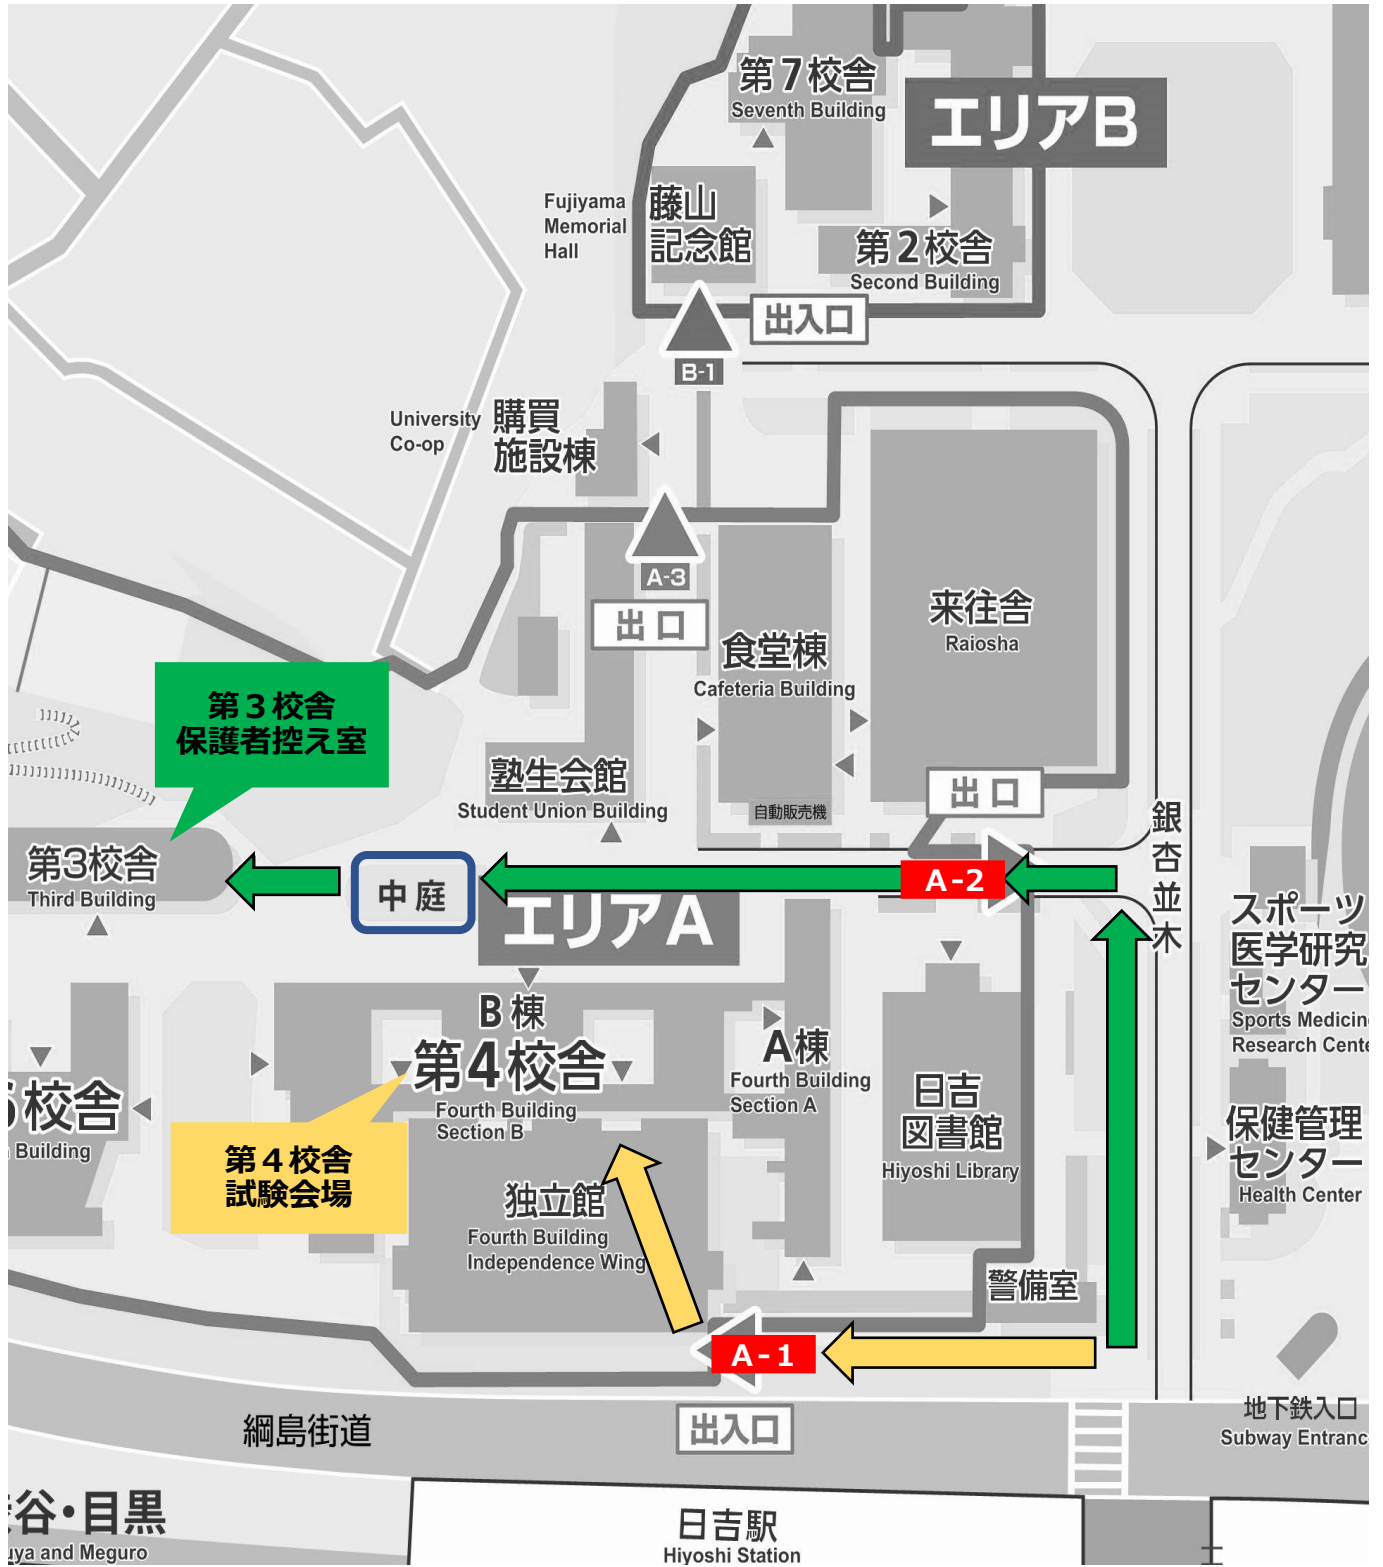 第7校舎
Seventh Building
エリアB
Fujiyama
Memorial
Hall
藤山
記念館
第2校舎
Second Building
出入口
B-1
University
Co-op
購買
施設棟
A-3
出口
来往舎
Raiosha
食堂棟
Cafeteria Building
第３校舎
保護者控え室
塾生会館
Student Union Building
自動販売機
出口
銀杏並木
第3校舎
Third Building
中庭
A-2
エリアA
スポーツ
医学研究
センター
Sports Medicin
Research Cente
B棟
第4校舎
Fourth Building
Section B
A棟
Fourth Building
Section A
日吉
図書館
Hiyoshi Library
校舎
Building
保健管理
センター
Health Center
第４校舎
試験会場
独立館
Fourth Building
Independence Wing
警備室
A-1
出入口
綱島街道
地下鉄入口
Subway Entranc
谷・目黒
uya and Meguro
日吉駅
Hiyoshi Station